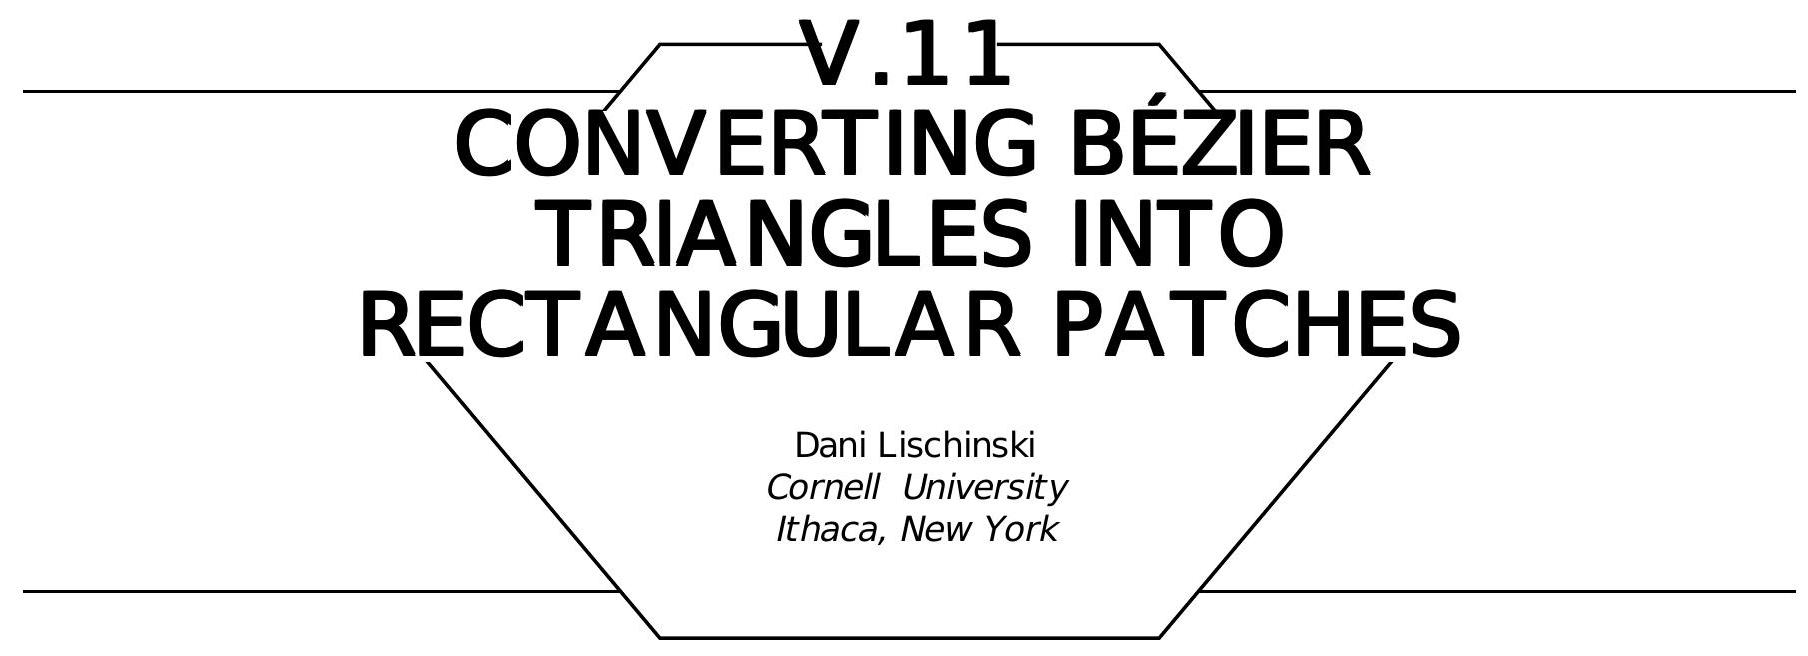 V.11
CONVERTING BÉZIER
TRIANGLES INTO
RECTANGULAR PATCHES
Dani Lischinski
Cornell University
Ithaca, New York